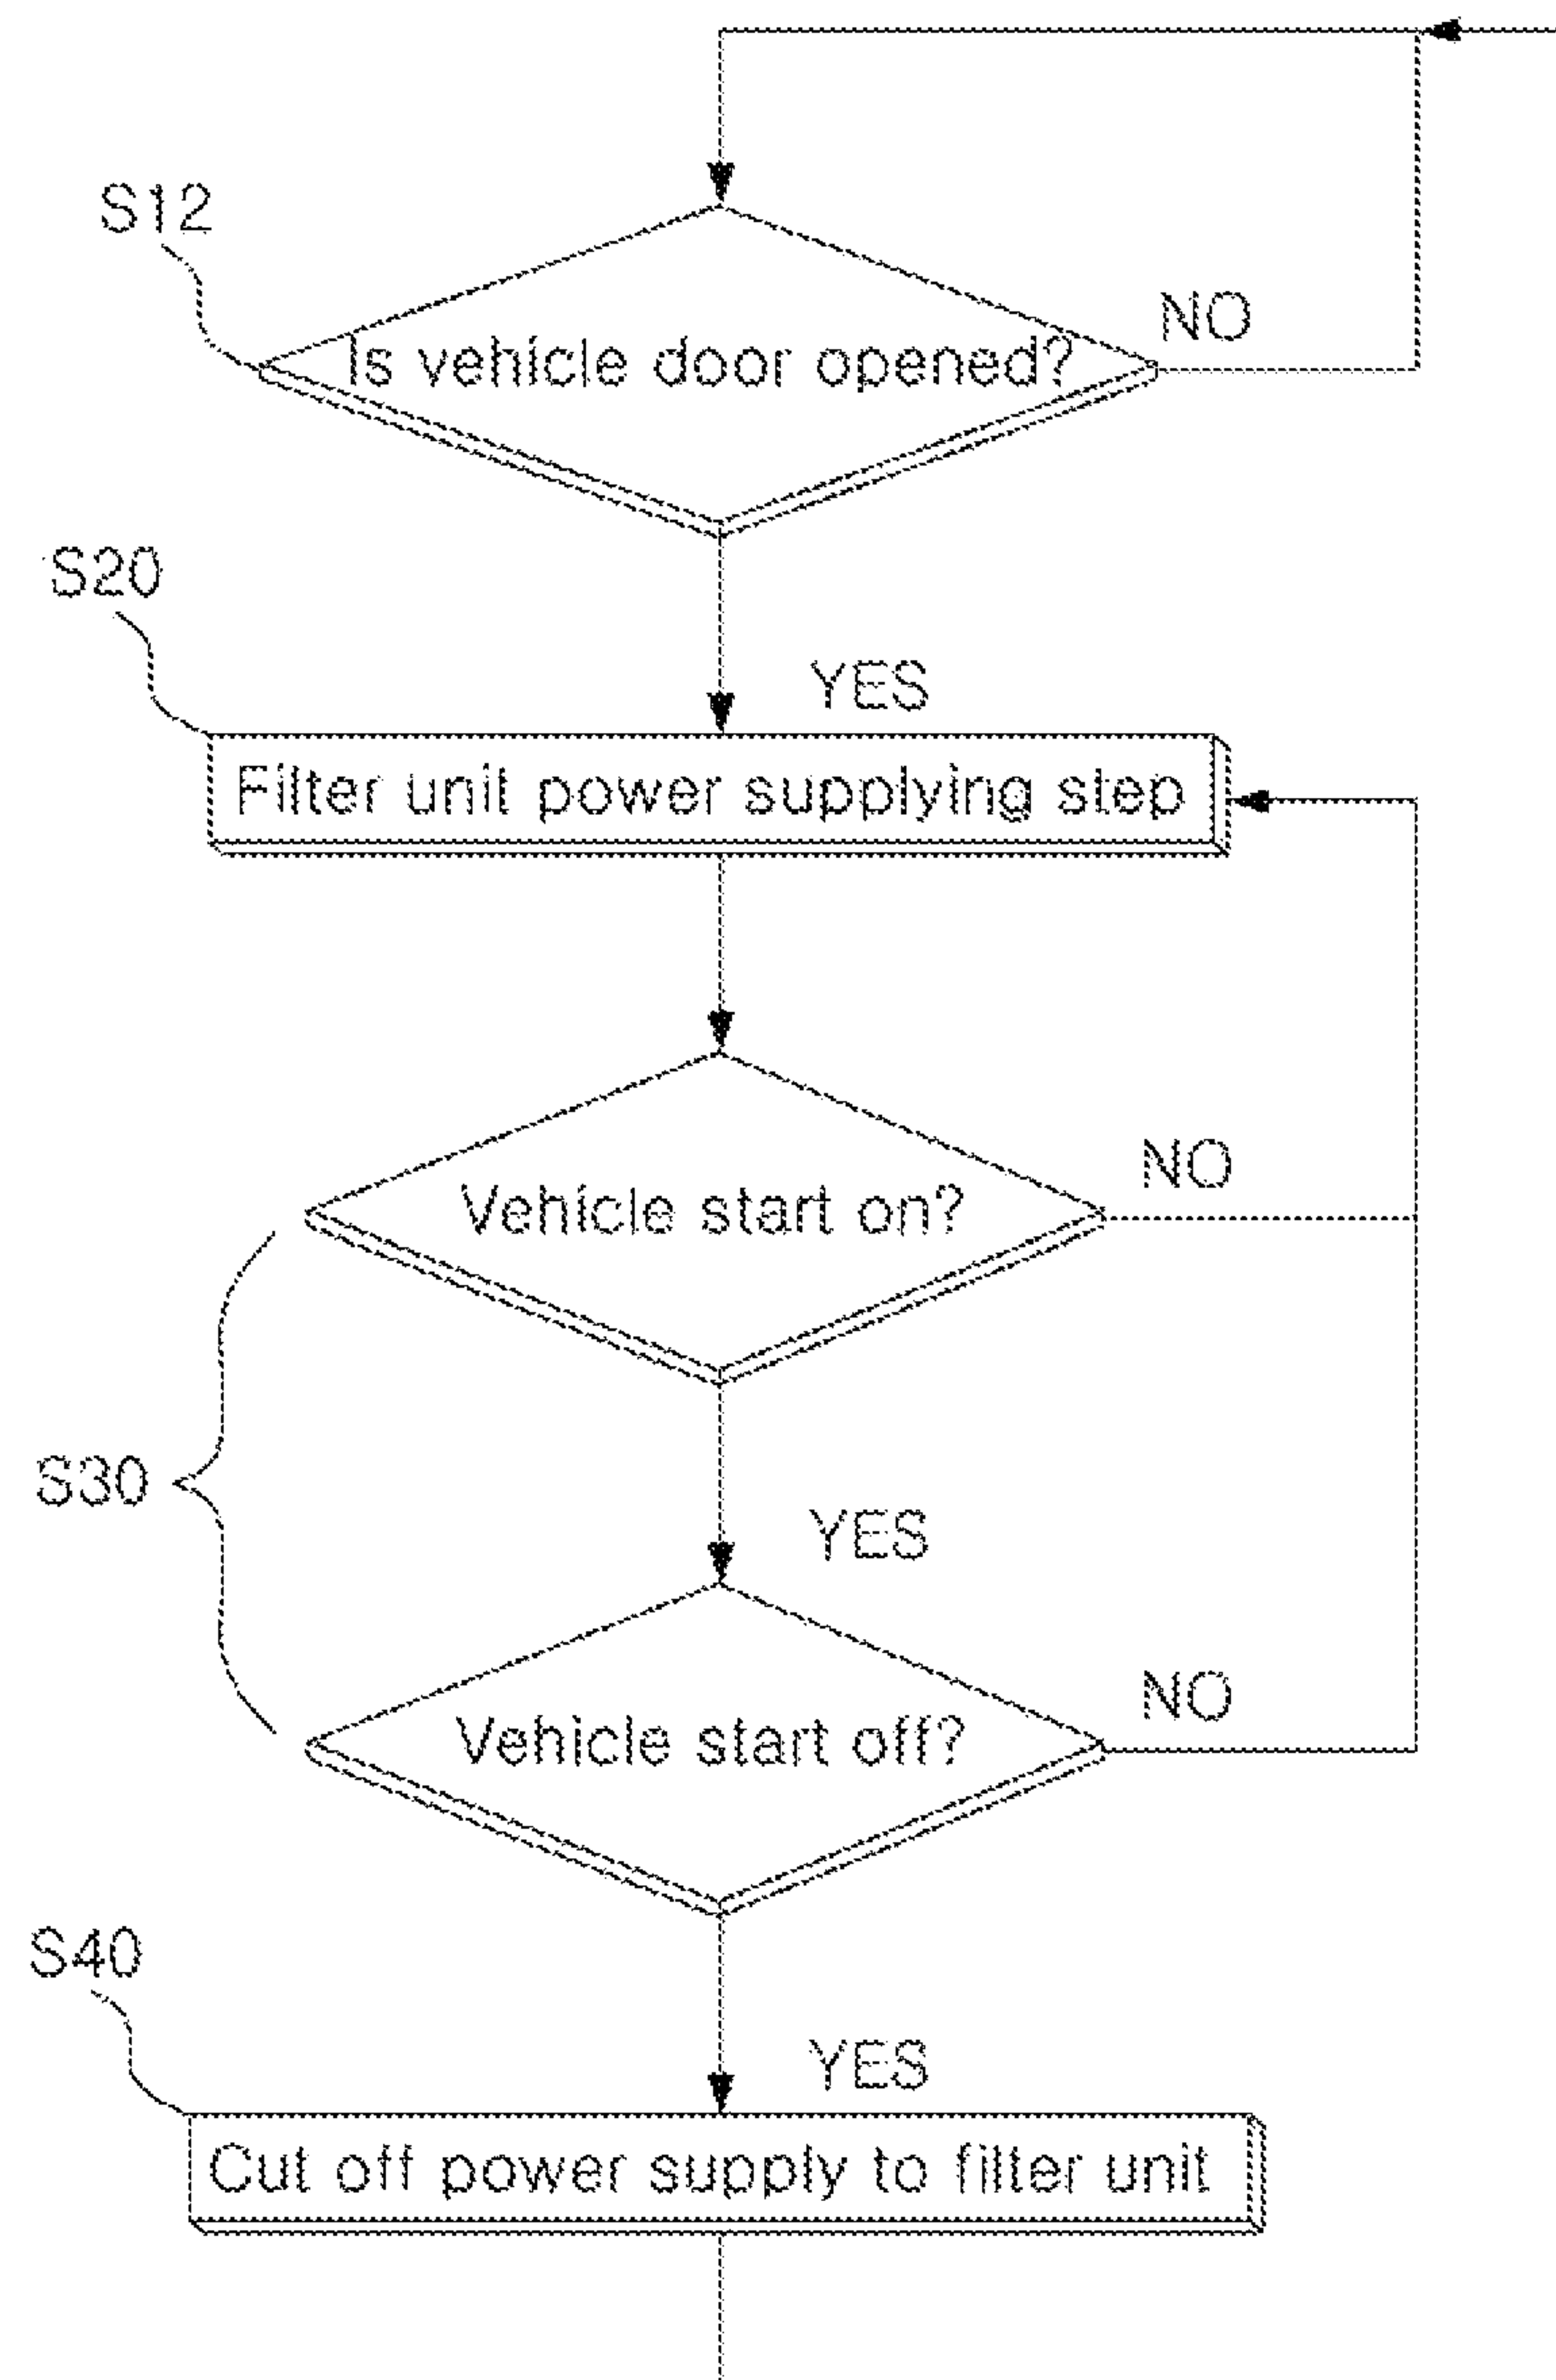 S12
Is vehicle door opened?
NO
S20
YES
Filter unit power supplying step
Vehicle start on?
NO
S30
YES
Vehicle start off?
NO
S40
YES
Cut off power supply to filter unit